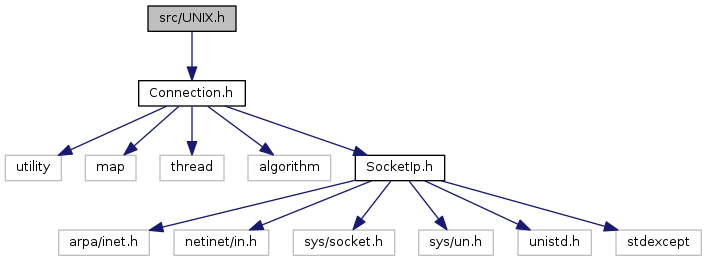 src/UNIX.h
Connection.h
utility
map
thread
algorithm
SocketIp.h
arpa/inet.h
netinet/in.h
sys/socket.h
sys/un.h
unistd.h
stdexcept